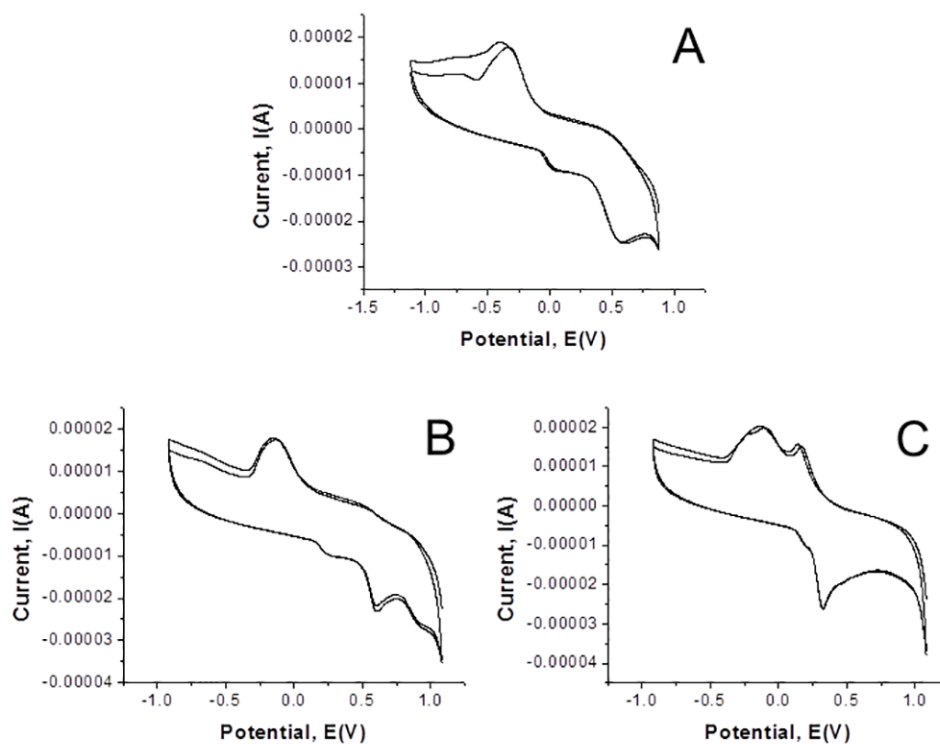 A
0.00002
0.00001
0.00000
-0.00001
-0.00002
-0.00003
Current, I(A)
-1.5 -1.0 -0.5 0.0 0.5 1.0
Potential, E(V)
B
0.00002
0.00001
0.00000
-0.00001
-0.00002
-0.00003
-0.00004
Current, I(A)
-1.0 -0.5 0.0 0.5 1.0
Potential, E(V)
C
0.00002
0.00001
0.00000
-0.00001
-0.00002
-0.00003
-0.00004
Current, I(A)
-1.0 -0.5 0.0 0.5 1.0
Potential, E(V)